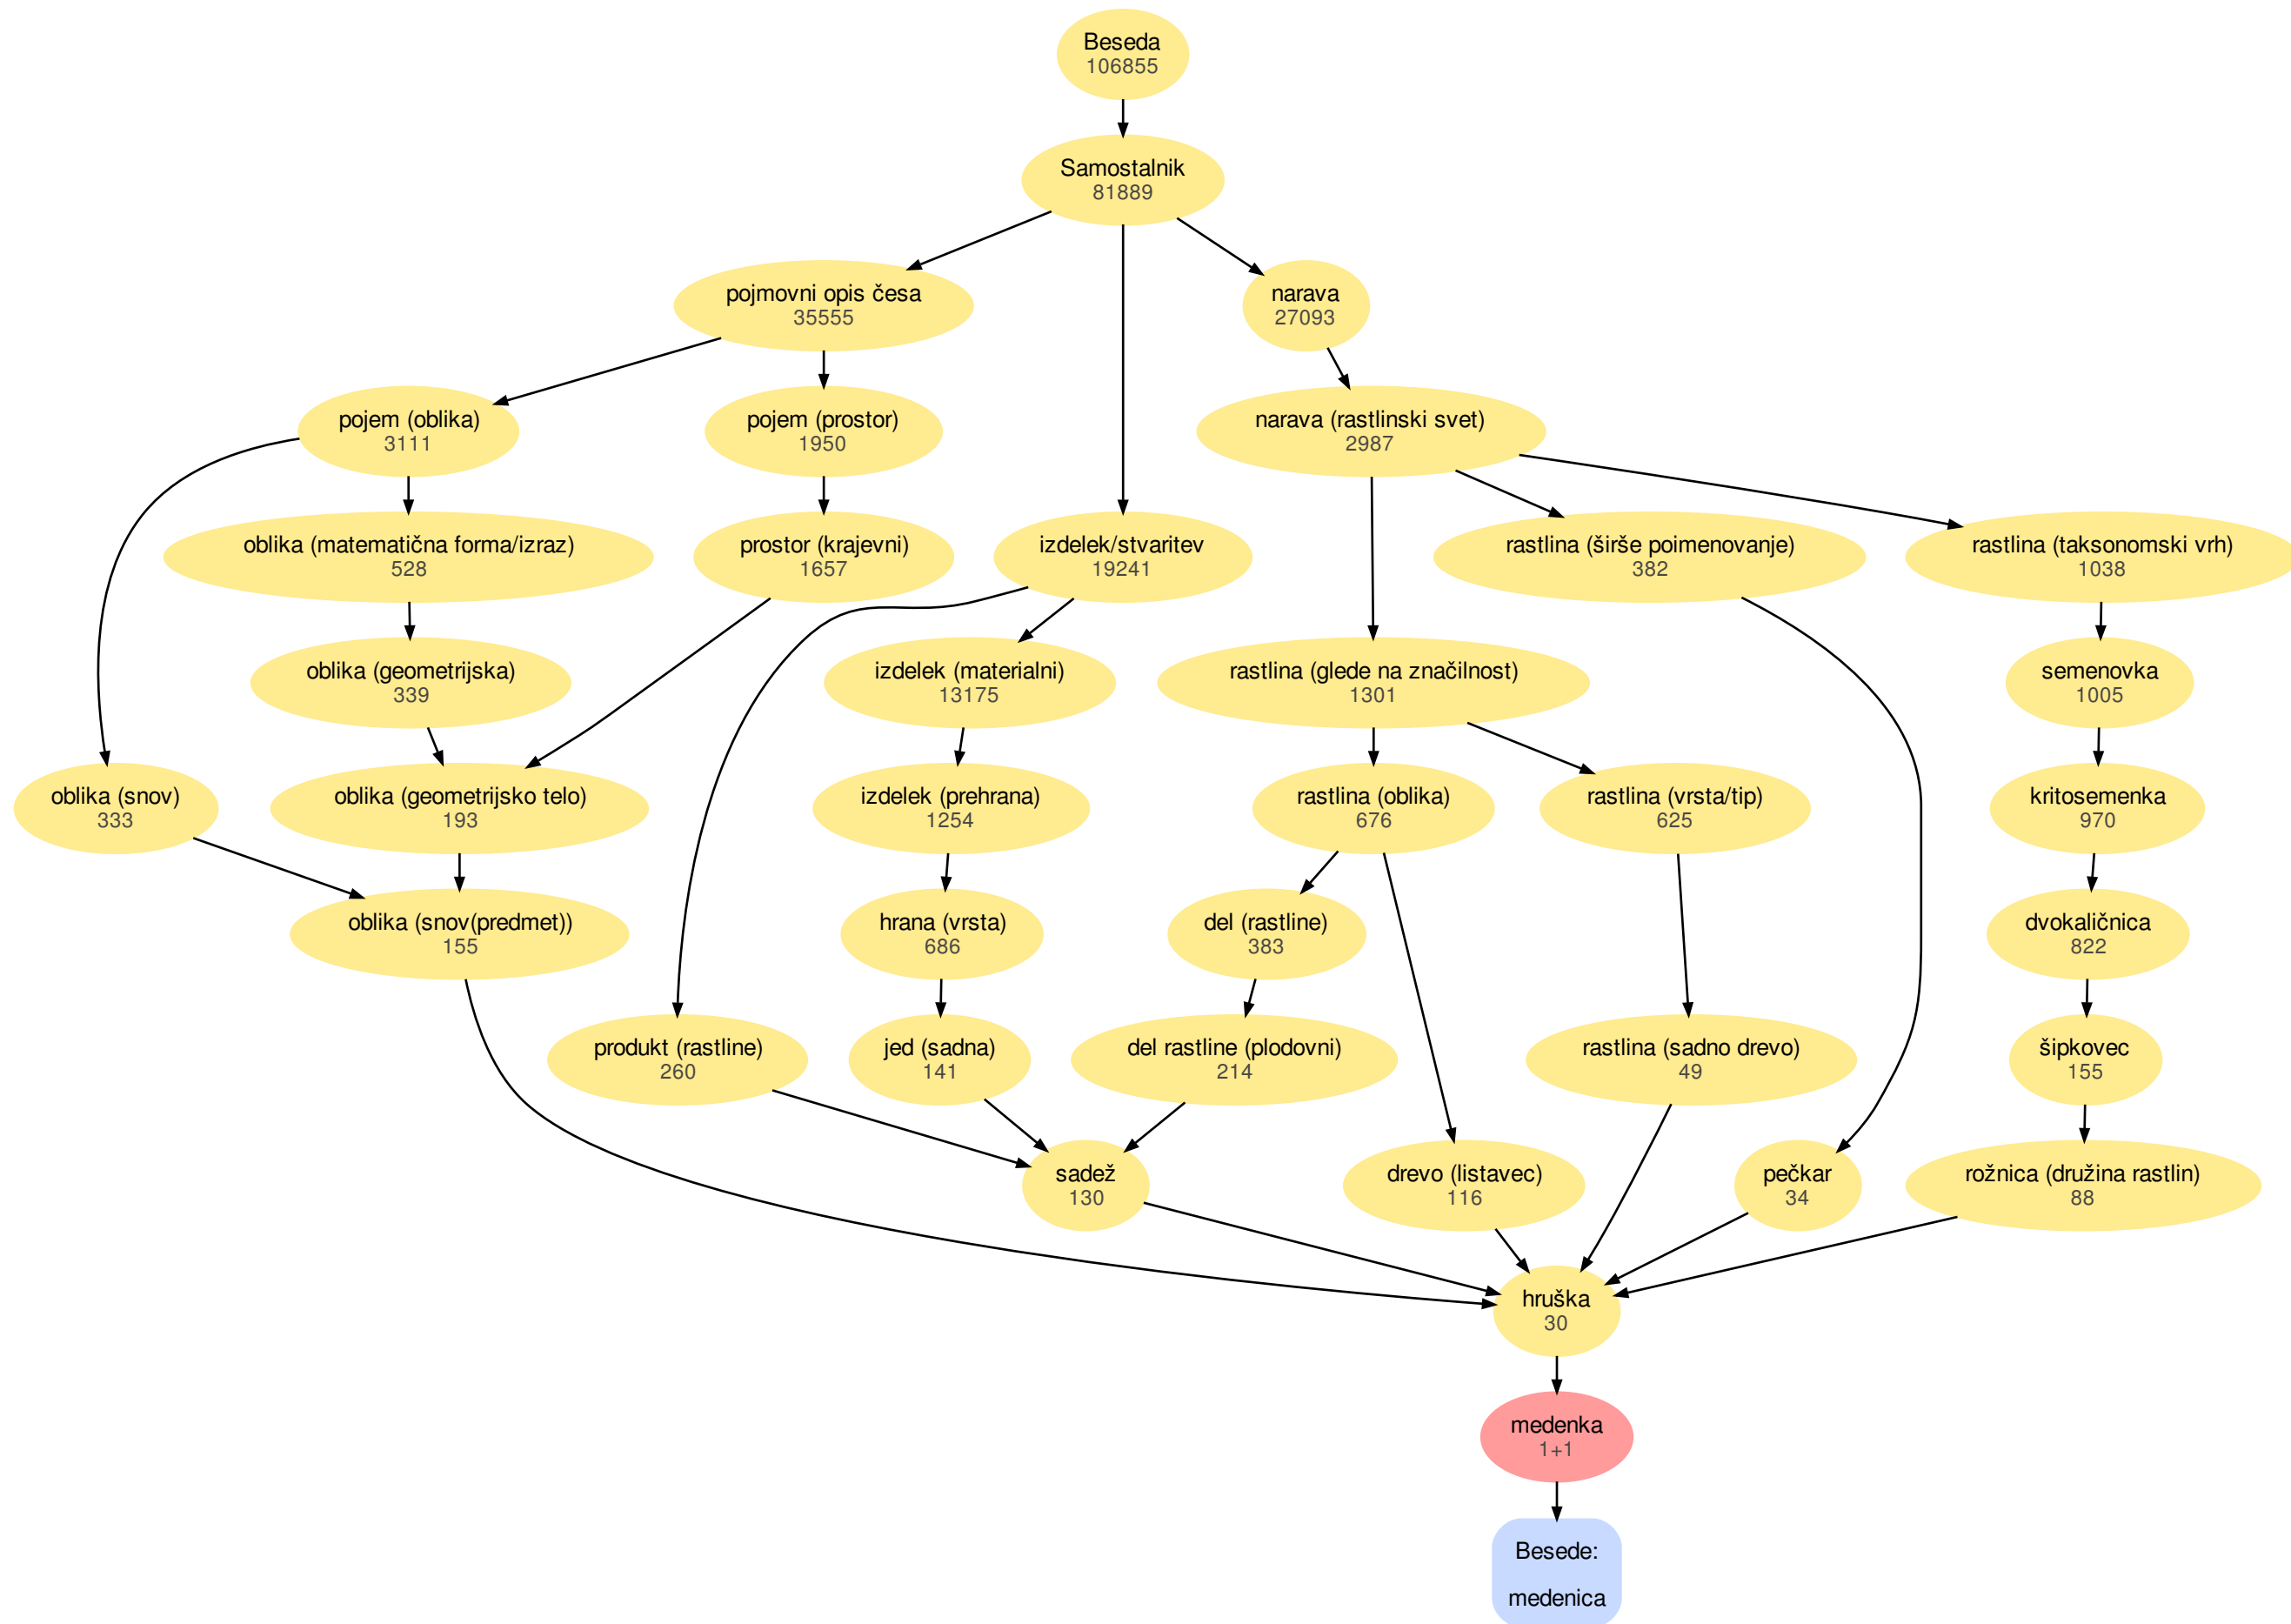 Beseda
106855
Samostalnik
81889
pojmovni opis česa
35555
narava
27093
pojem (oblika)
3111
pojem (prostor)
1950
narava (rastlinski svet)
2987
oblika (matematična forma/izraz)
528
prostor (krajevni)
1657
izdelek/stvaritev
19241
rastlina (širše poimenovanje)
382
rastlina (taksonomski vrh)
1038
oblika (geometrijska)
339
izdelek (materialni)
13175
rastlina (glede na značilnost)
1301
semenovka
1005
oblika (snov)
333
oblika (geometrijsko telo)
193
izdelek (prehrana)
1254
rastlina (oblika)
676
rastlina (vrsta/tip)
625
kritosemenka
970
oblika (snov(predmet))
155
hrana (vrsta)
686
del (rastline)
383
dvokaličnica
822
produkt (rastline)
260
jed (sadna)
141
del rastline (plodovni)
214
rastlina (sadno drevo)
49
šipkovec
155
sadež
130
drevo (listavec)
116
pečkar
34
rožnica (družina rastlin)
88
hruška
30
medenka
1+1
Besede:
medenica